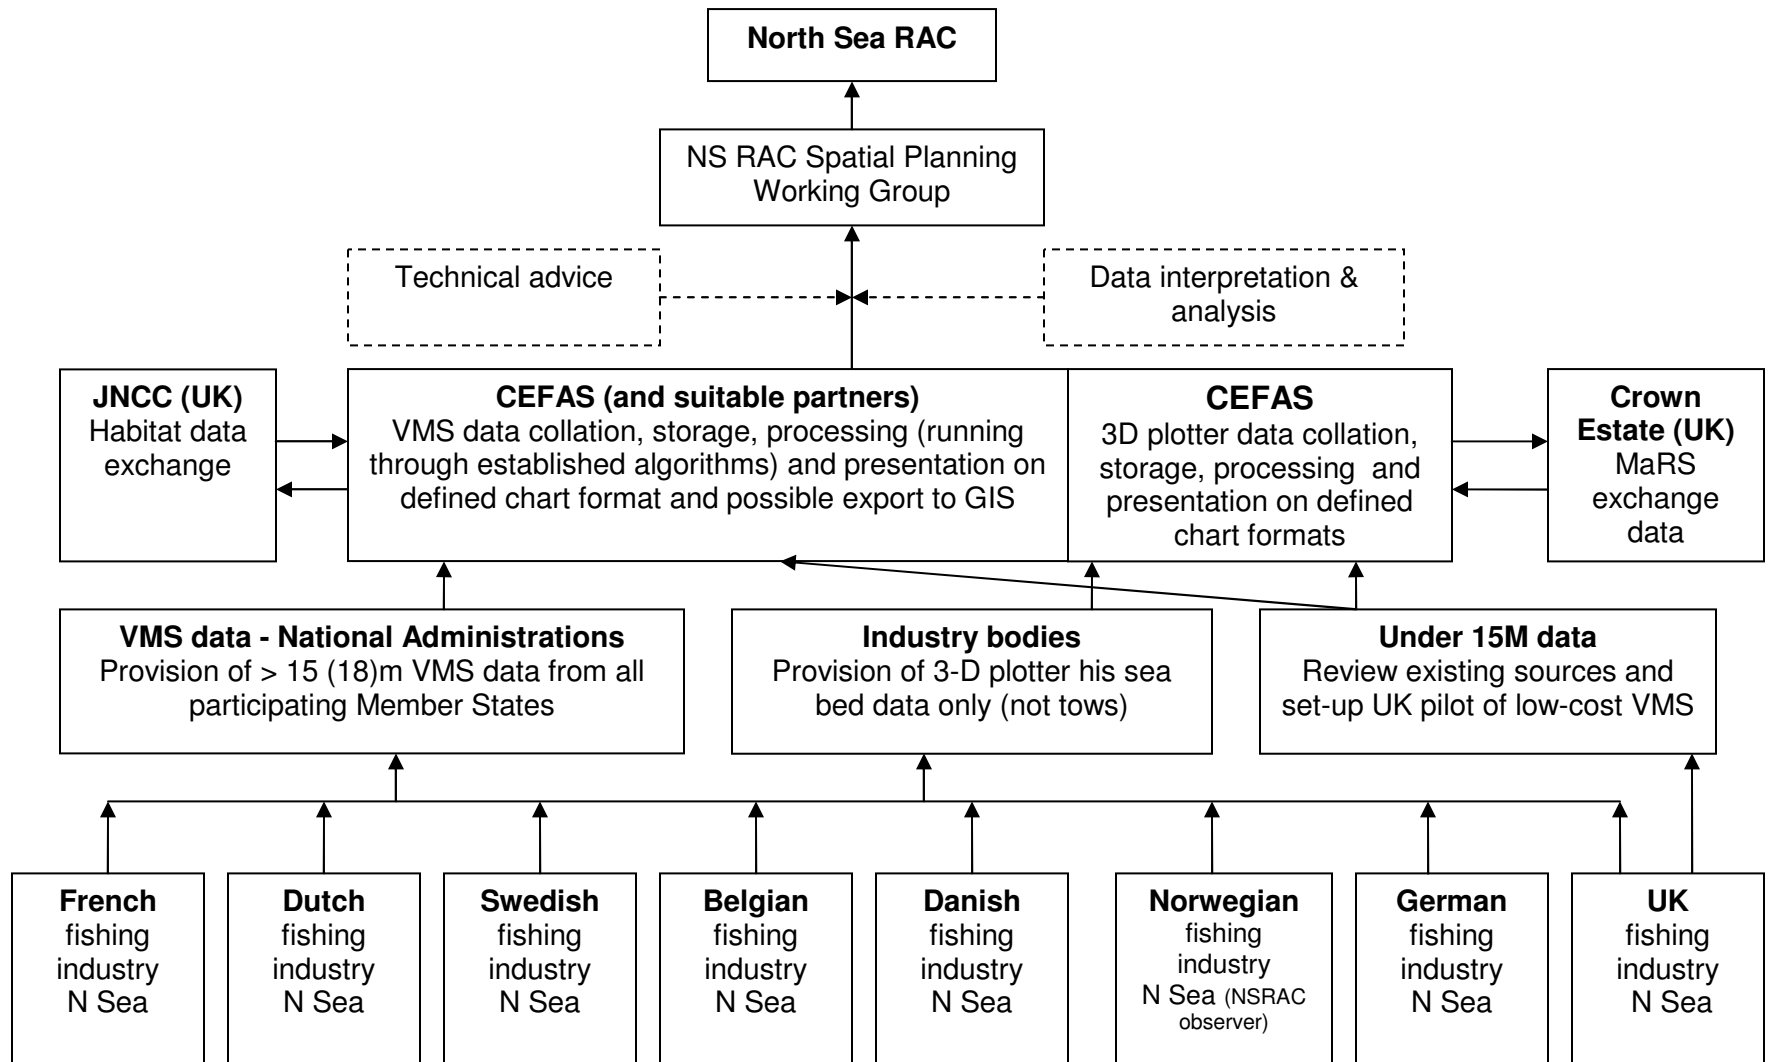 North Sea RAC
NS RAC Spatial Planning
Working Group
Technical advice
Data interpretation &
analysis
JNCC (UK)
Habitat data
exchange
CEFAS (and suitable partners)
VMS data collation, storage, processing (running
through established algorithms) and presentation on
defined chart format and possible export to GIS
CEFAS
3D plotter data collation,
storage, processing and
presentation on defined
chart formats
Crown
Estate (UK)
MaRS
exchange
data
VMS data - National Administrations
Provision of > 15 (18)m VMS data from all
participating Member States
Industry bodies
Provision of 3-D plotter his sea
bed data only (not tows)
Under 15M data
Review existing sources and
set-up UK pilot of low-cost VMS
French
fishing
industry
N Sea
Dutch
fishing
industry
N Sea
Swedish
fishing
industry
N Sea
Belgian
fishing
industry
N Sea
Danish
fishing
industry
N Sea
Norwegian
fishing
industry
N Sea (NSRAC
observer)
German
fishing
industry
N Sea
UK
fishing
industry
N Sea